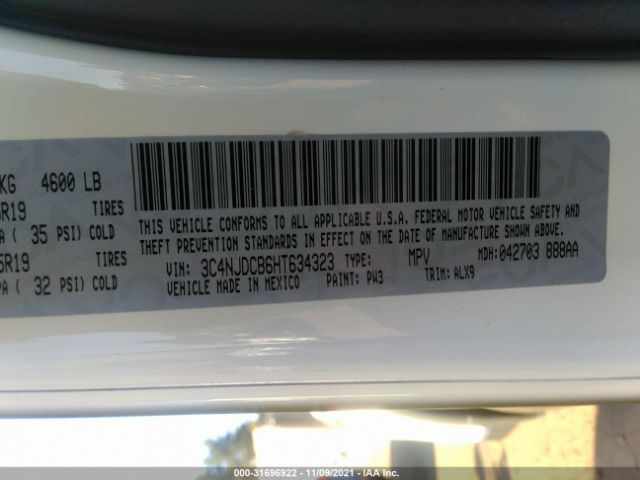 KG 4600 LB
R19 TIRES
A ( 35 PSI) COLD
5R19 TIRES
PA ( 32 PSI) COLD
THIS VEHICLE CONFORMS TO ALL APPLICABLE U.S.A. FEDERAL MOTOR VEHICLE SAFETY AND
THEFT PREVENTION STANDARDS IN EFFECT ON THE DATE OF MANUFACTURE SHOWN ABOVE.
VIN: 3C4NJDCB6HT634323 TYPE: MPV MDH: 042703 888AA
VEHICLE MADE IN MEXICO PAINT: PW3 TRIM: ALX9
000-31696922 - 11/09/2021 - IAA Inc.